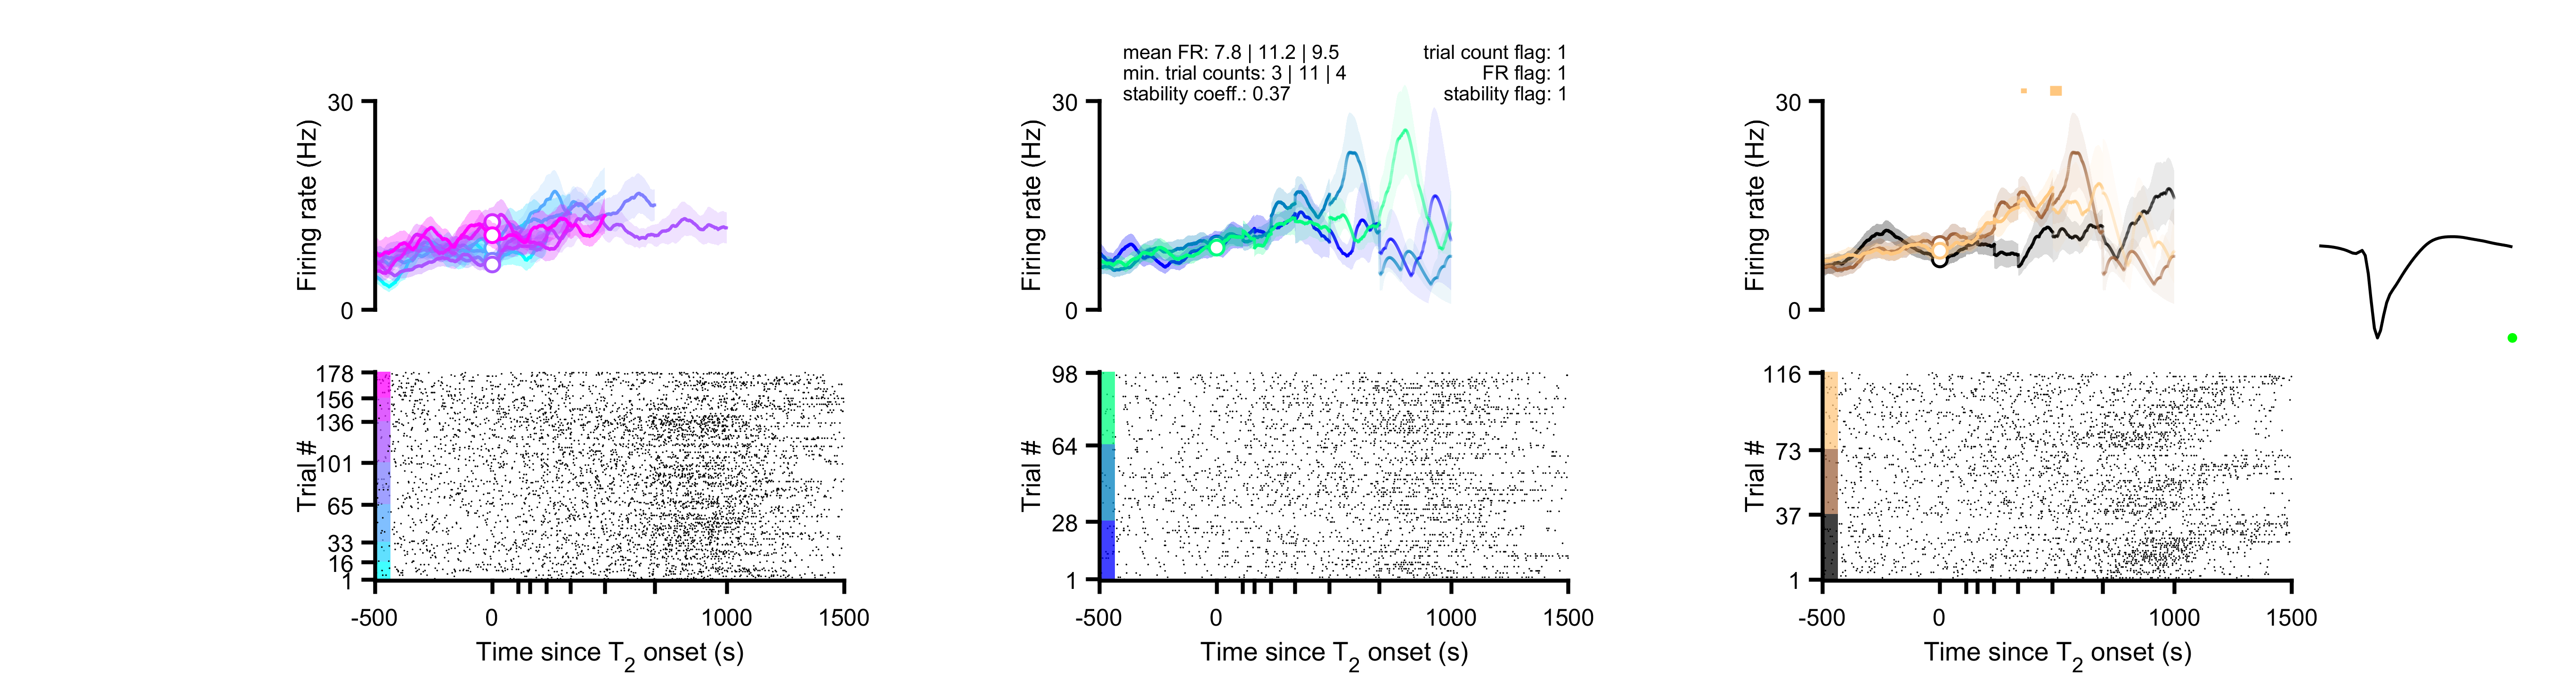 mean FR: 7.8 | 11.2 | 9.5
min. trial counts: 3 | 11 | 4
stability coeff.: 0.37
trial count flag: 1
FR flag: 1
stability flag: 1
30
0
Firing rate (Hz)
30
0
Firing rate (Hz)
30
0
Firing rate (Hz)
178
156
136
101
65
33
16
1
Trial #
-500
0
1000
1500
Time since T2 onset (s)
98
64
28
1
Trial #
-500
0
1000
1500
Time since T2 onset (s)
116
73
37
1
Trial #
-500
0
1000
1500
Time since T2 onset (s)